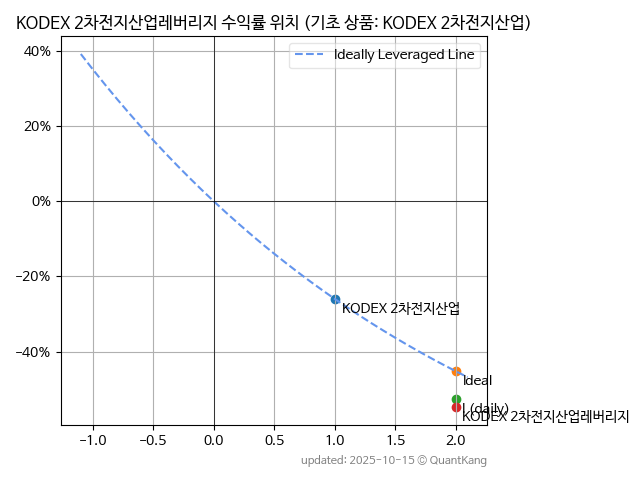 KODEX 2차전지산업레버리지 수익률 위치 (기초 상품: KODEX 2차전지산업)
Ideally Leveraged Line
40%
20%
0%
−20%
−40%
KODEX 2차전지산업
Ideal
(daily)
KODEX 2차전지산업레버리지
−1.0
−0.5
0.0
0.5
1.0
1.5
2.0
updated: 2025-10-15 © QuantKang